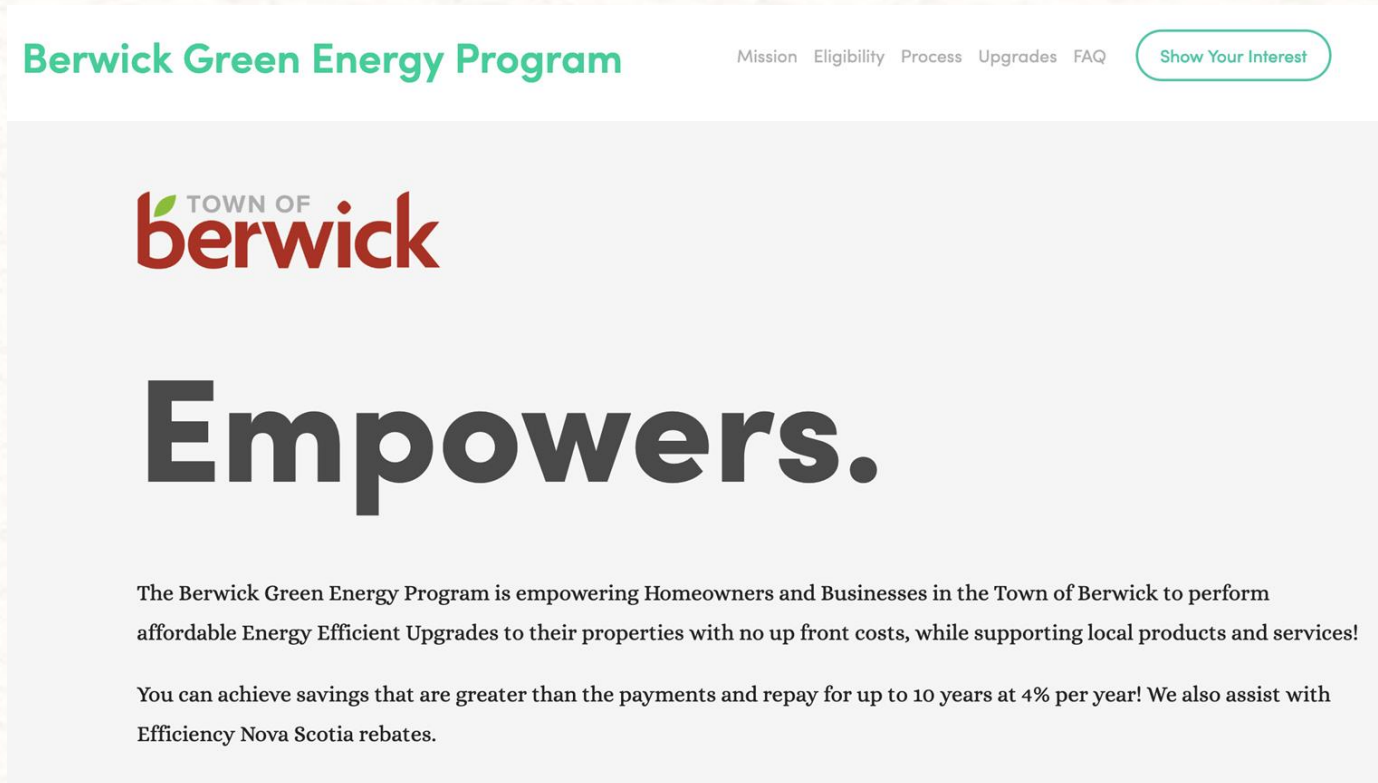 Berwick Green Energy Program
Mission Eligibility Process Upgrades FAQ Show Your Interest
TOWN OF
berwick
Empowers.
The Berwick Green Energy Program is empowering Homeowners and Businesses in the Town of Berwick to perform
affordable Energy Efficient Upgrades to their properties with no up front costs, while supporting local products and services!
You can achieve savings that are greater than the payments and repay for up to 10 years at 4% per year! We also assist with
Efficiency Nova Scotia rebates.